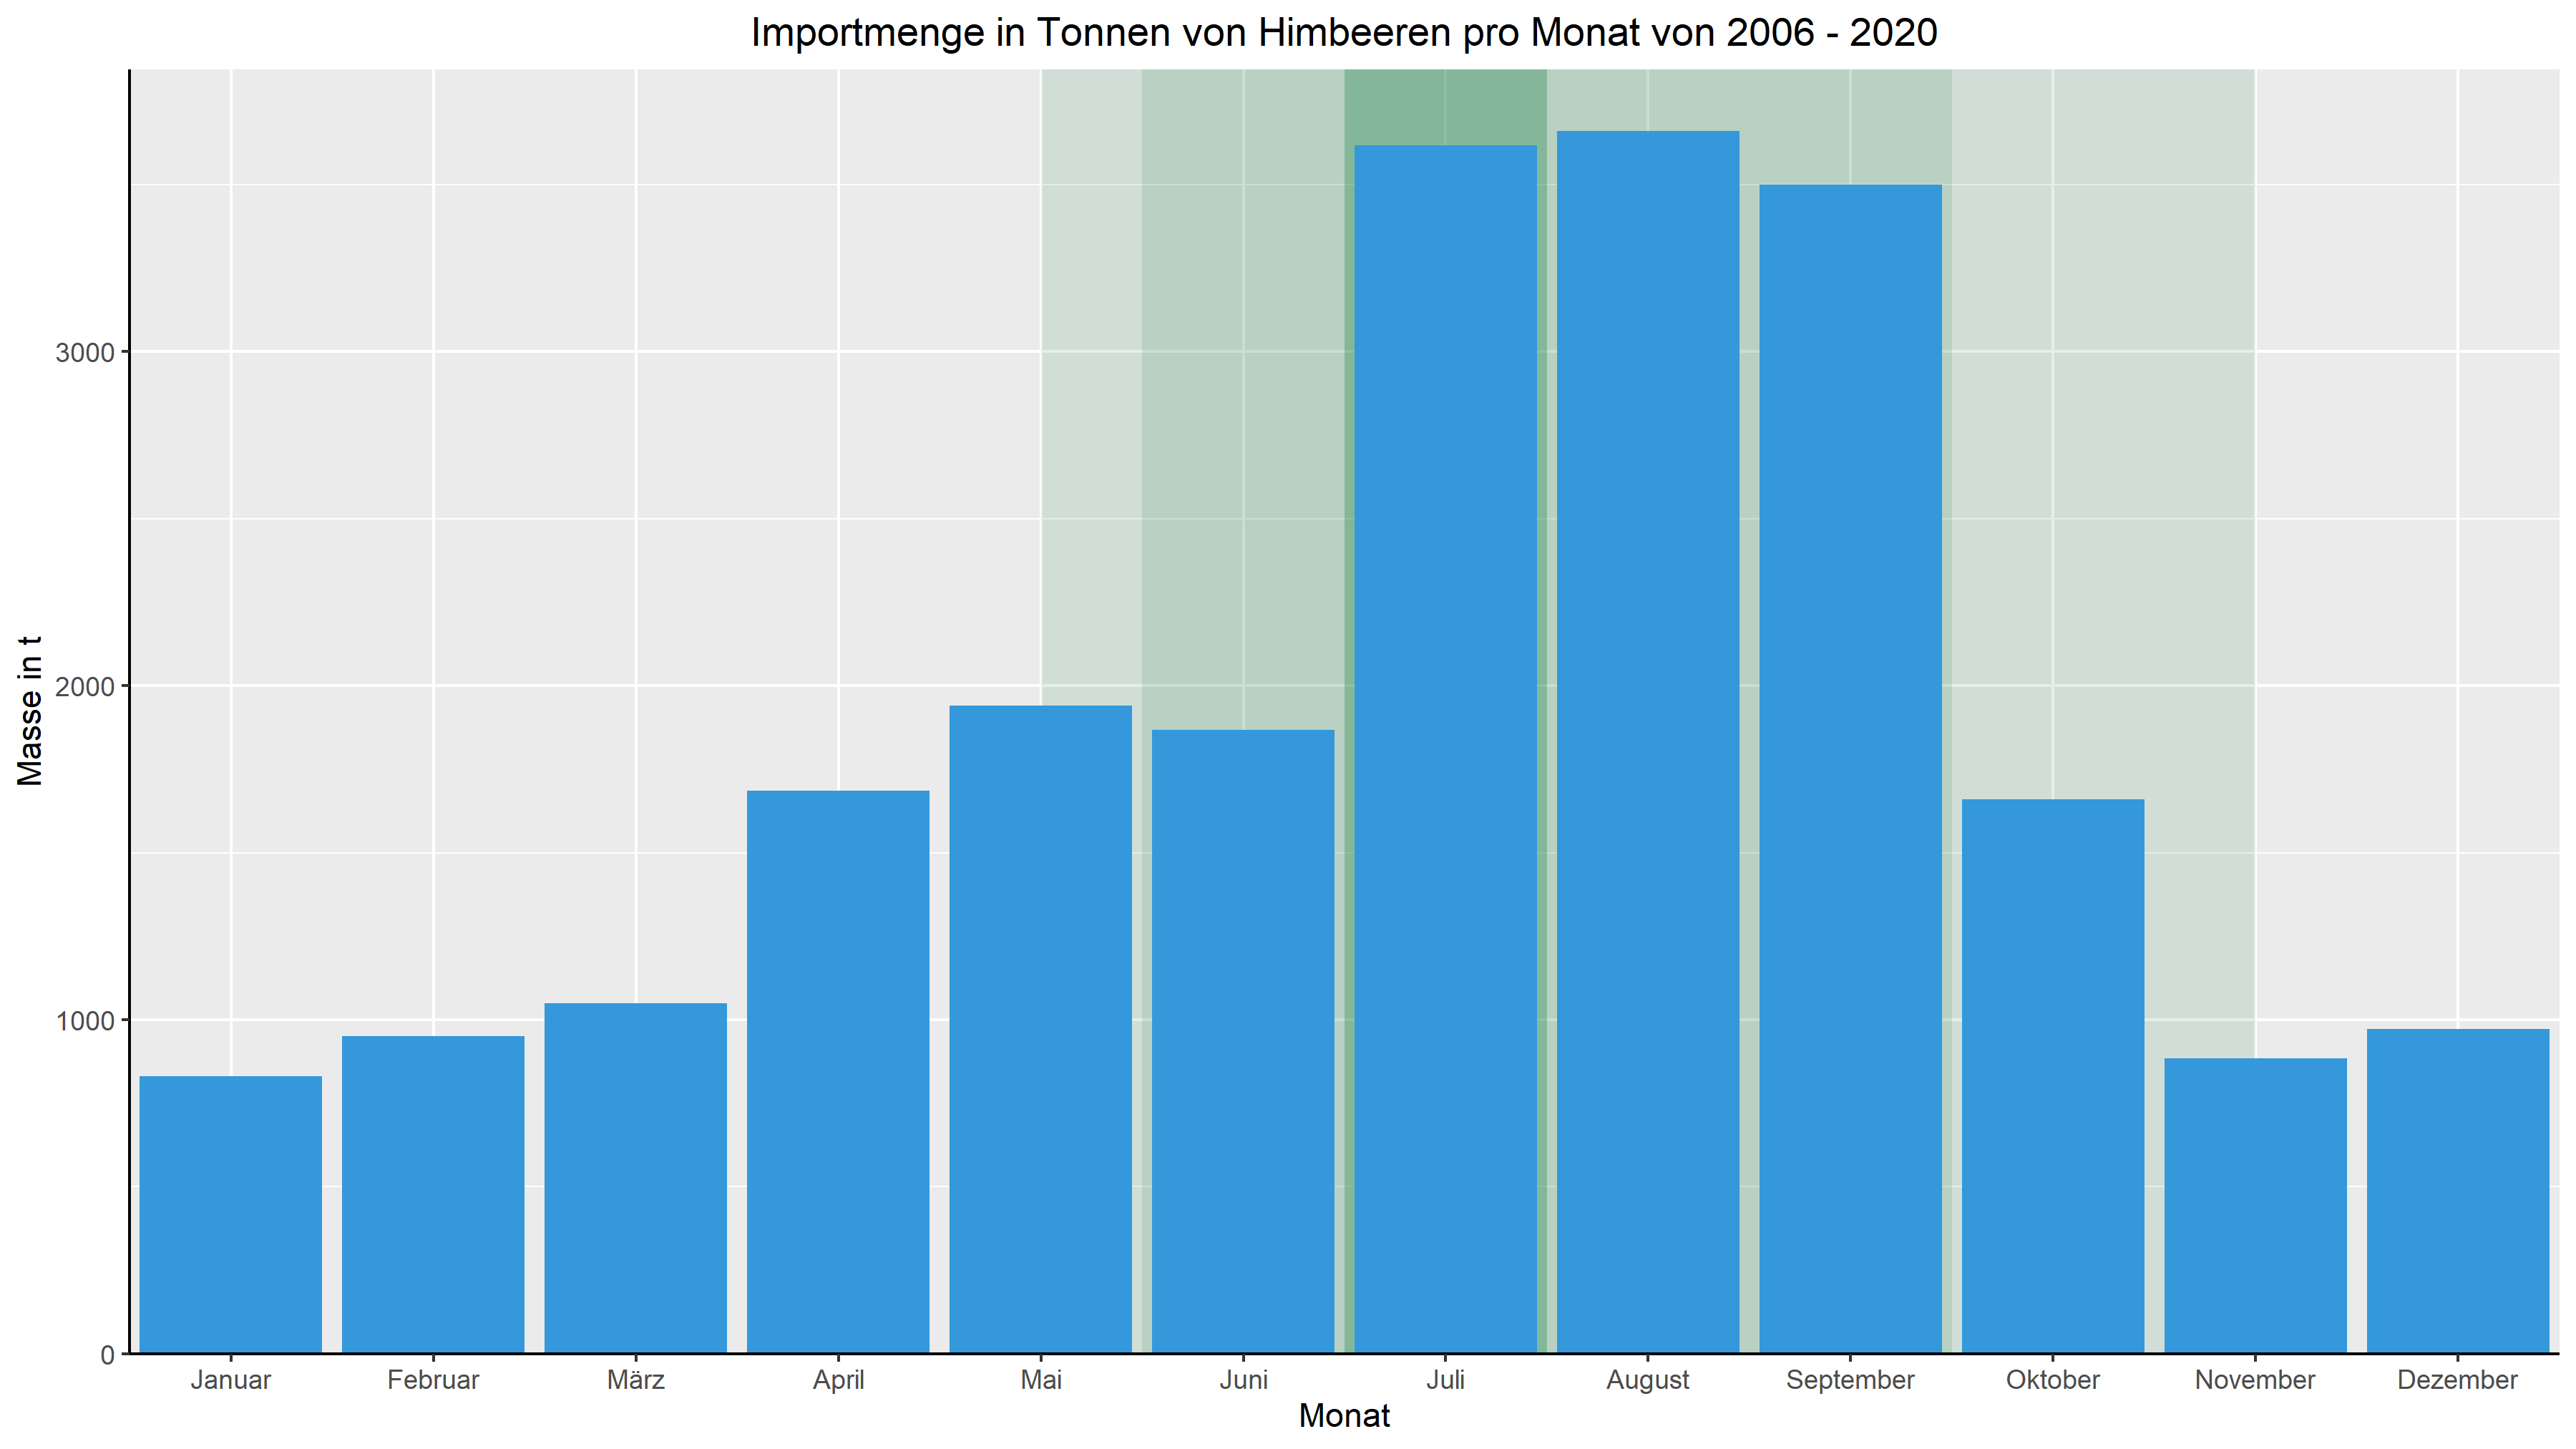 Importmenge in Tonnen von Himbeeren pro Monat von 2006 - 2020
Masse in t
3000
2000
1000
0
Januar Februar März April Mai Juni Juli August September Oktober November Dezember
Monat